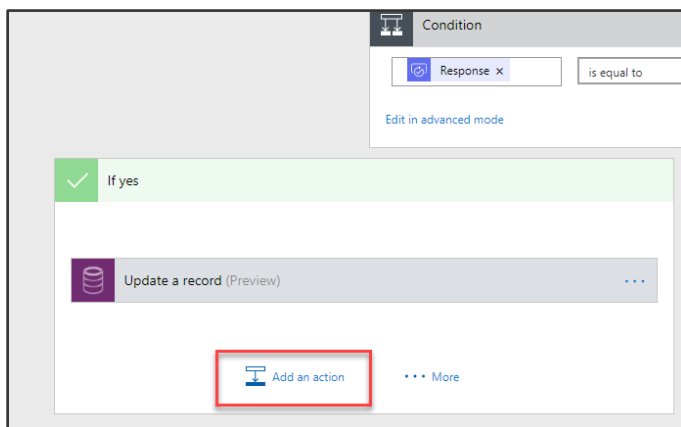 Condition
Response × is equal to
Edit in advanced mode
If yes
Update a record (Preview) ...
Add an action ... More